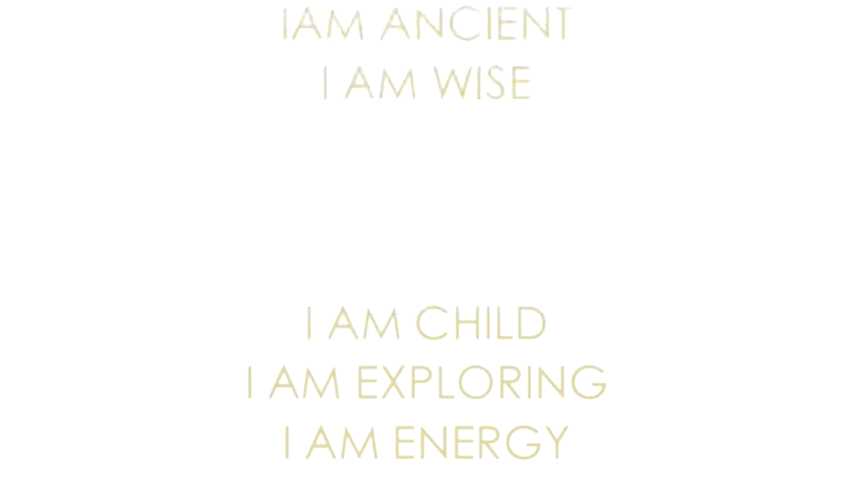 IAM ANCIENT
I AM WISE
I AM CHILD
I AM EXPLORING
I AM ENERGY